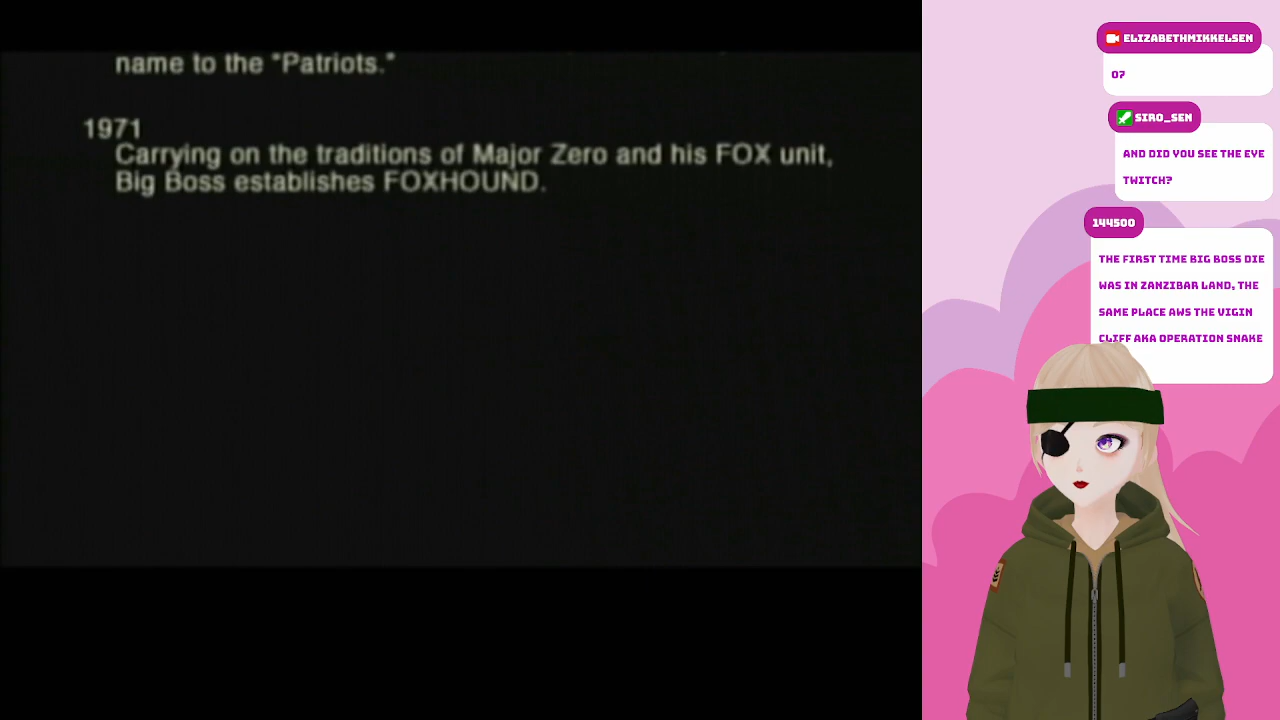 name to the "Patriots."
1971
Carrying on the traditions of Major Zero and his FOX unit,
Big Boss establishes FOXHOUND.
ELIZABETHMIKKELSEN
07
SIRO_SEN
AND DID YOU SEE THE EYE
TWITCH?
144500
THE FIRST TIME BIG BOSS DIE
WAS IN ZANZIBAR LAND, THE
SAME PLACE AWS THE VIGIN
CLIFF AKA OPERATION SNAKE